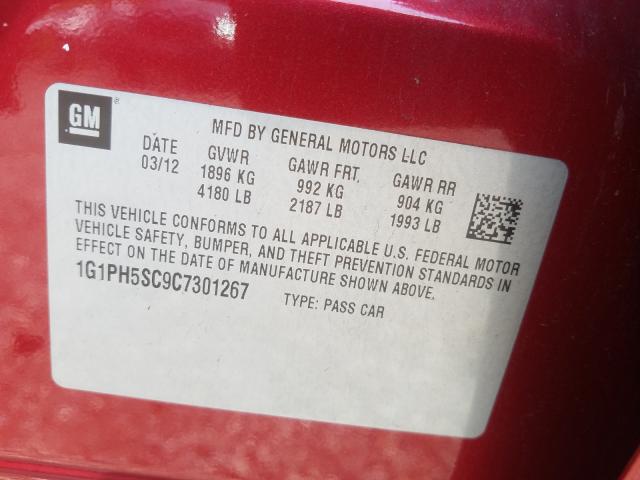 GM ®
MFD BY GENERAL MOTORS LLC
DATE GVWR GAWR FRT. GAWR RR
03/12 1896 KG 992 KG 904 KG
4180 LB 2187 LB 1993 LB
THIS VEHICLE CONFORMS TO ALL APPLICABLE U.S. FEDERAL MOTOR
VEHICLE SAFETY, BUMPER, AND THEFT PREVENTION STANDARDS IN
EFFECT ON THE DATE OF MANUFACTURE SHOWN ABOVE.
1G1PH5SC9C7301267 TYPE: PASS CAR